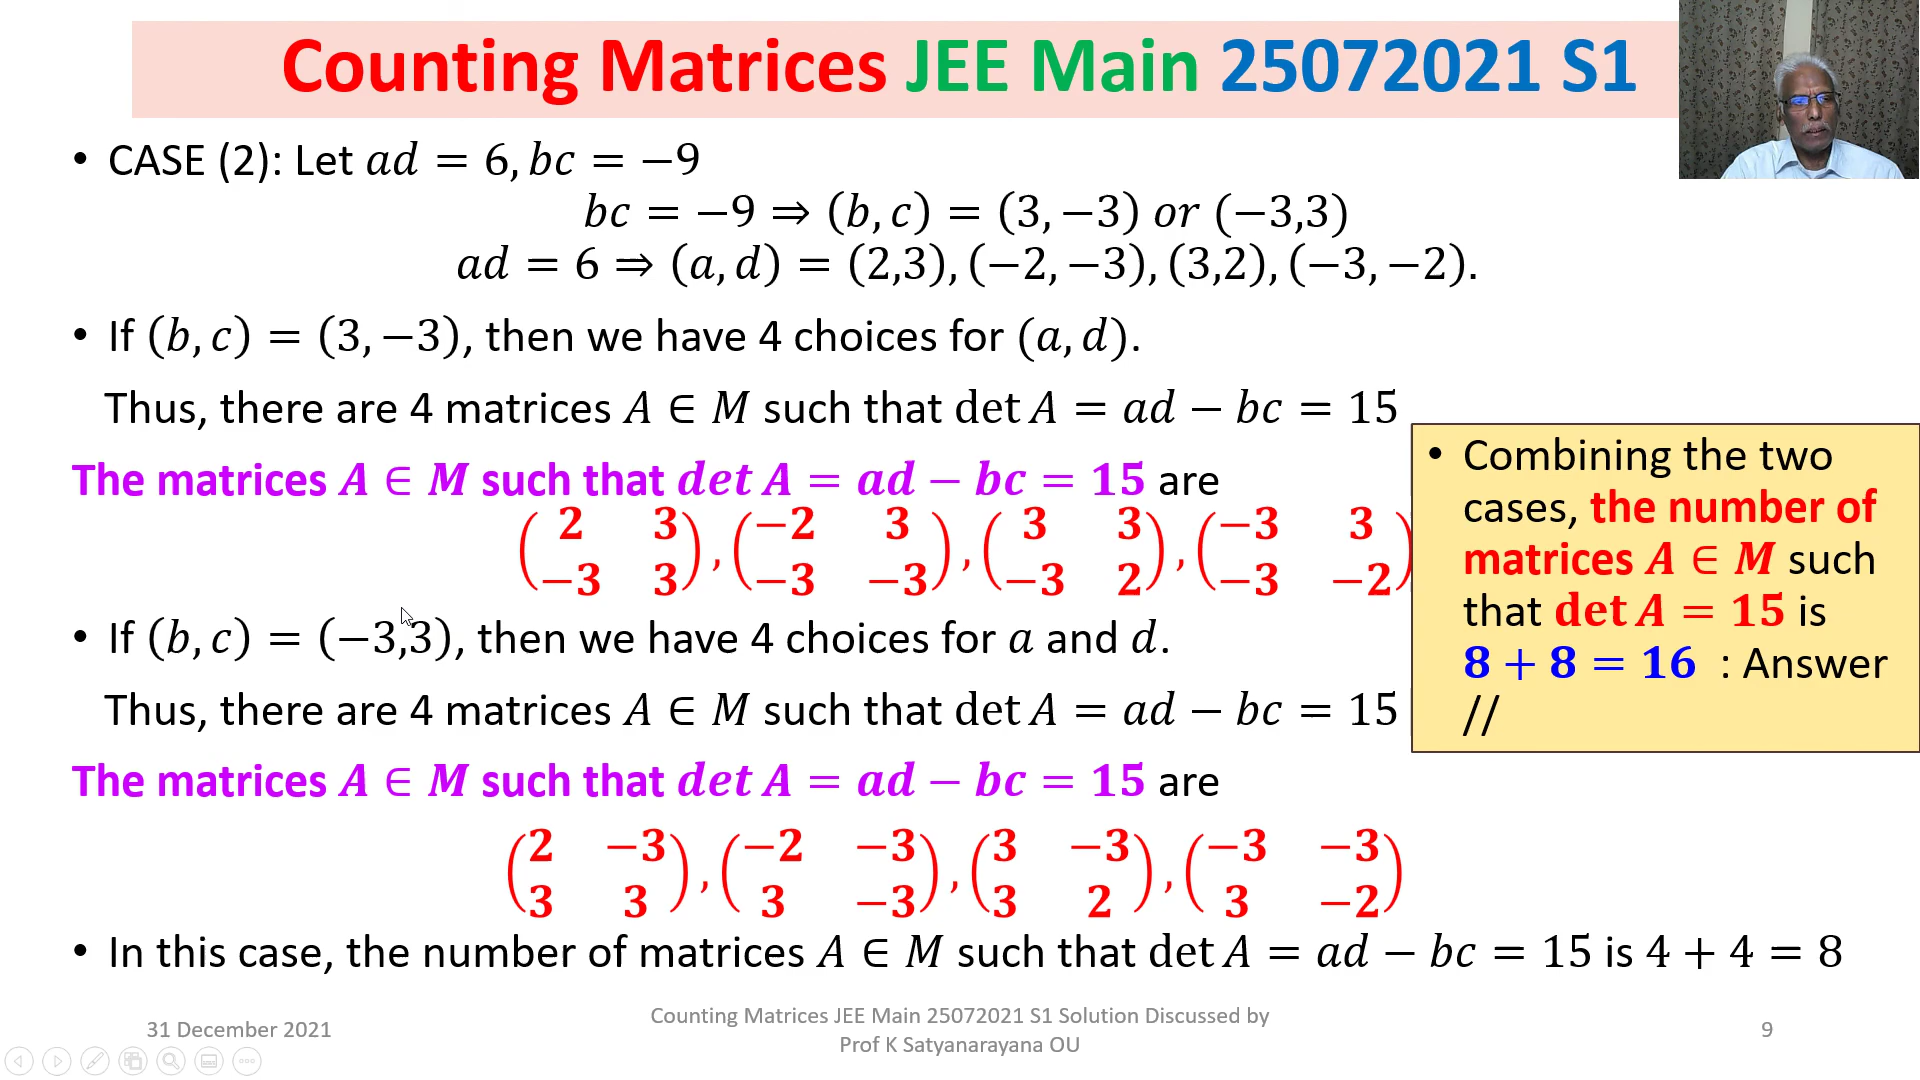 Counting Matrices JEE Main 25072021 S1
• CASE (2): Let ad = 6, bc = −9
bc = −9 ⇒ (b, c) = (3, −3) or (−3,3)
ad = 6 ⇒ (a, d) = (2,3), (−2, −3), (3,2), (−3, −2).
• If (b, c) = (3, −3), then we have 4 choices for (a, d).
Thus, there are 4 matrices A ∈ M such that det A = ad − bc = 15
The matrices A ∈ M such that det A = ad − bc = 15 are
(2 3), (−2 3), (3 3), (−3 3
−3 3 −3 −3 −3 2 −3 −2)
• If (b, c) = (−3,3), then we have 4 choices for a and d.
Thus, there are 4 matrices A ∈ M such that det A = ad − bc = 15
The matrices A ∈ M such that det A = ad − bc = 15 are
(2 −3), (−2 −3), (3 −3), (−3 −3)
3 3 3 −3 3 2 3 −2
• In this case, the number of matrices A ∈ M such that det A = ad − bc = 15 is 4 + 4 = 8
• Combining the two
cases, the number of
matrices A ∈ M such
that det A = 15 is
8 + 8 = 16 : Answer
//
31 December 2021
Counting Matrices JEE Main 25072021 S1 Solution Discussed by
Prof K Satyanarayana OU
9